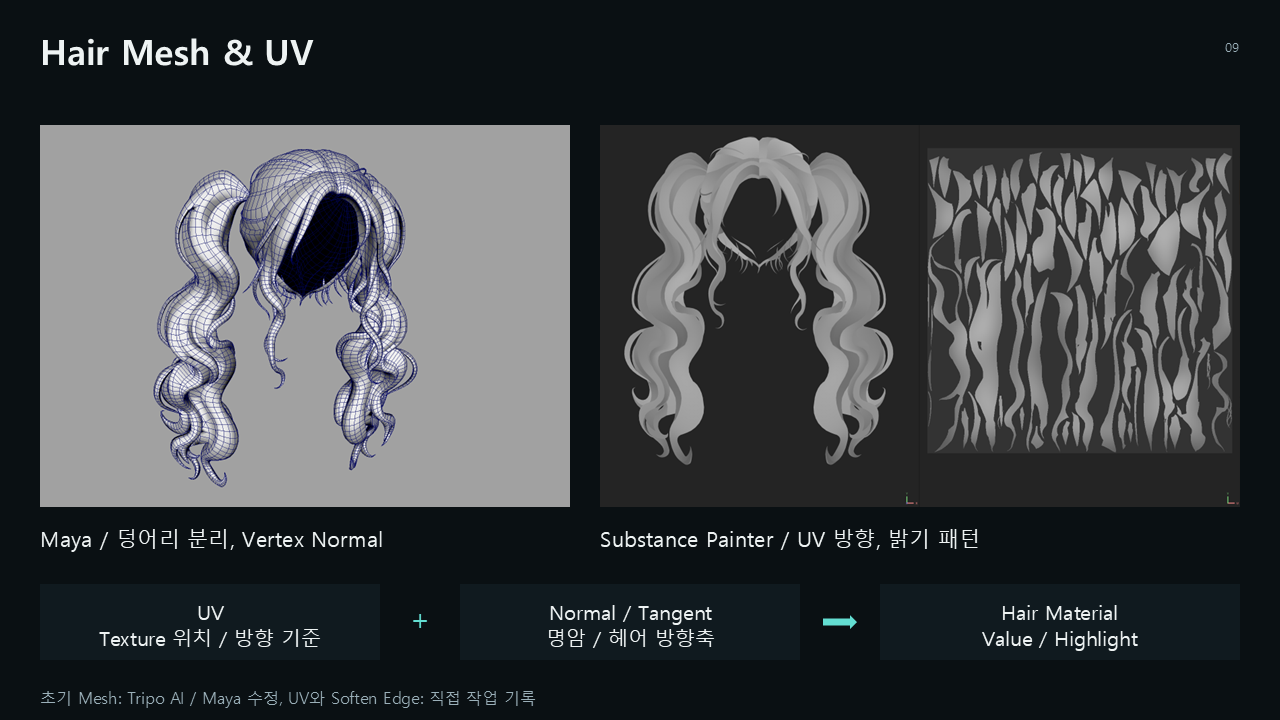 Hair Mesh & UV
09
Maya / 덩어리 분리, Vertex Normal
Substance Painter / UV 방향, 밝기 패턴
UV
Texture 위치 / 방향 기준
+
Normal / Tangent
명암 / 헤어 방향축
Hair Material
Value / Highlight
초기 Mesh: Tripo AI / Maya 수정, UV와 Soften Edge: 직접 작업 기록